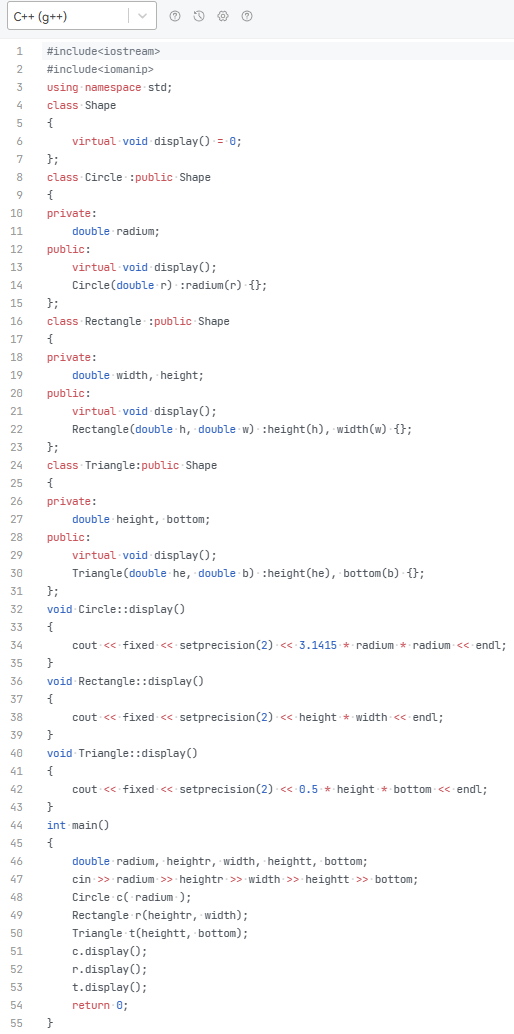 C++ (g++)
1 #include<iostream>
2 #include<iomanip>
3 using namespace std;
4 class Shape
5 {
6     virtual void display() = 0;
7 };
8 class Circle :public Shape
9 {
10 private:
11     double radium;
12 public:
13     virtual void display();
14     Circle(double r) :radium(r) {};
15 };
16 class Rectangle :public Shape
17 {
18 private:
19     double width, height;
20 public:
21     virtual void display();
22     Rectangle(double h, double w) :height(h), width(w) {};
23 };
24 class Triangle:public Shape
25 {
26 private:
27     double height, bottom;
28 public:
29     virtual void display();
30     Triangle(double he, double b) :height(he), bottom(b) {};
31 };
32 void Circle::display()
33 {
34     cout << fixed << setprecision(2) << 3.1415 * radium * radium << endl;
35 }
36 void Rectangle::display()
37 {
38     cout << fixed << setprecision(2) << height * width << endl;
39 }
40 void Triangle::display()
41 {
42     cout << fixed << setprecision(2) << 0.5 * height * bottom << endl;
43 }
44 int main()
45 {
46     double radium, heightr, width, heightt, bottom;
47     cin >> radium >> heightr >> width >> heightt >> bottom;
48     Circle c( radium );
49     Rectangle r(heightr, width);
50     Triangle t(heightt, bottom);
51     c.display();
52     r.display();
53     t.display();
54     return 0;
55 }